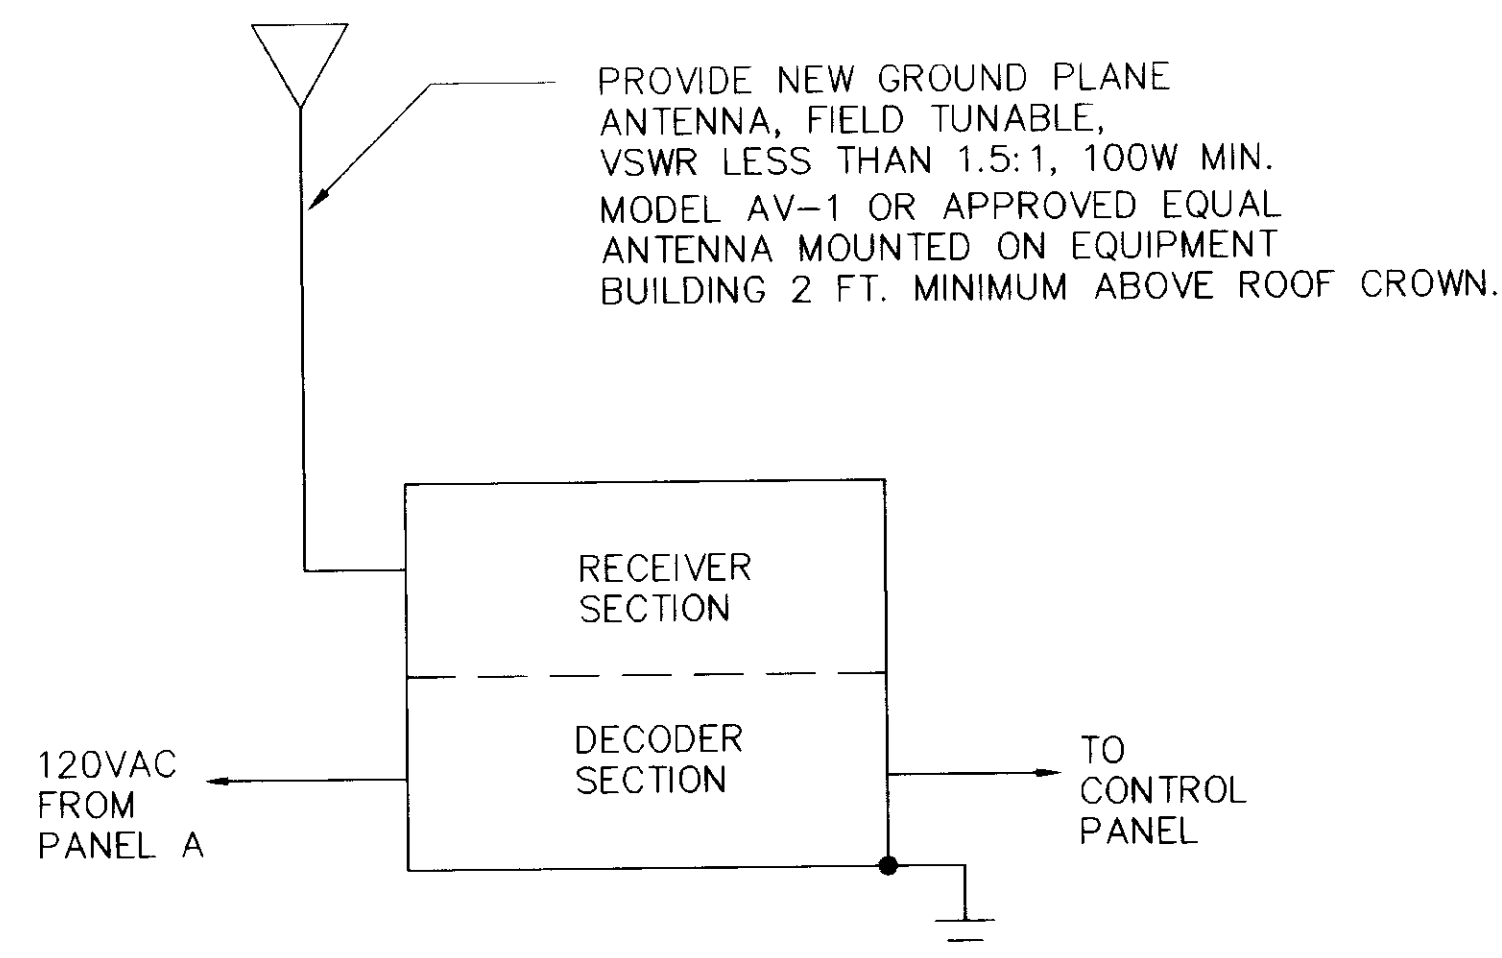 PROVIDE NEW GROUND PLANE
ANTENNA, FIELD TUNABLE,
VSWR LESS THAN 1.5:1, 100W MIN.
MODEL AV-1 OR APPROVED EQUAL
ANTENNA MOUNTED ON EQUIPMENT
BUILDING 2 FT. MINIMUM ABOVE ROOF CROWN.
RECEIVER
SECTION
DECODER
SECTION
120VAC
FROM
PANEL A
TO
CONTROL
PANEL